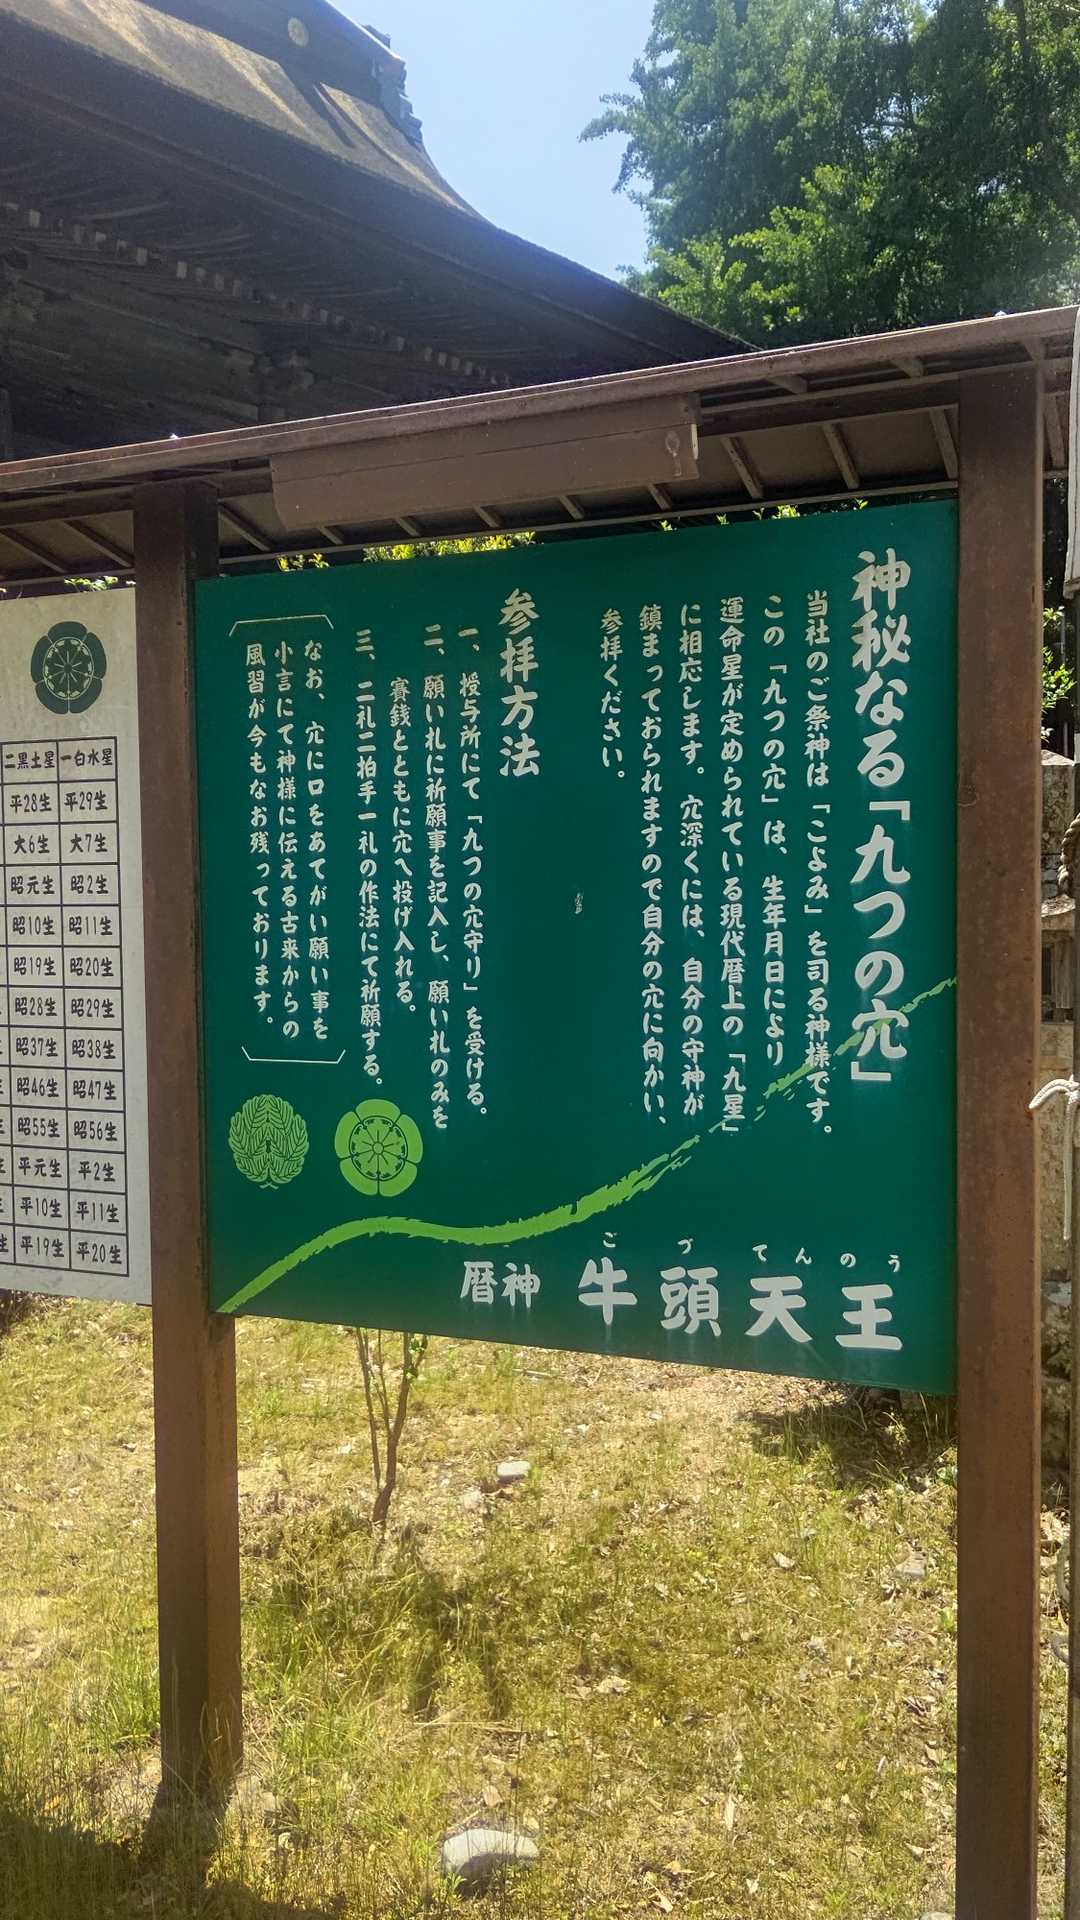 神秘なる「九つの穴」
当社のご祭神は「こよみ」を司る神様です。
この「九つの穴」は、生年月日により
運命星が定められている現代暦上の「九星」
に相応します。穴深くには、自分の守神が
鎮まっておられますので自分の穴に向かい、
参拝ください。
参拝方法
一、授与所にて「九つの穴守り」を受ける。
二、願い札に祈願事を記入し、願い札のみを
賽銭とともに穴へ投げ入れる。
三、二礼二拍手一礼の作法にて祈願する。
なお、穴に口をあてがい願い事を
小言にて神様に伝える古来からの
風習が今もなお残っております。
暦神 牛頭天王
ごづてんのう
二黒土星 一白水星
平28生 平29生
大6生 大7生
昭元生 昭2生
昭10生 昭11生
昭19生 昭20生
昭28生 昭29生
昭37生 昭38生
昭46生 昭47生
昭55生 昭56生
平元生 平2生
平10生 平11生
平19生 平20生